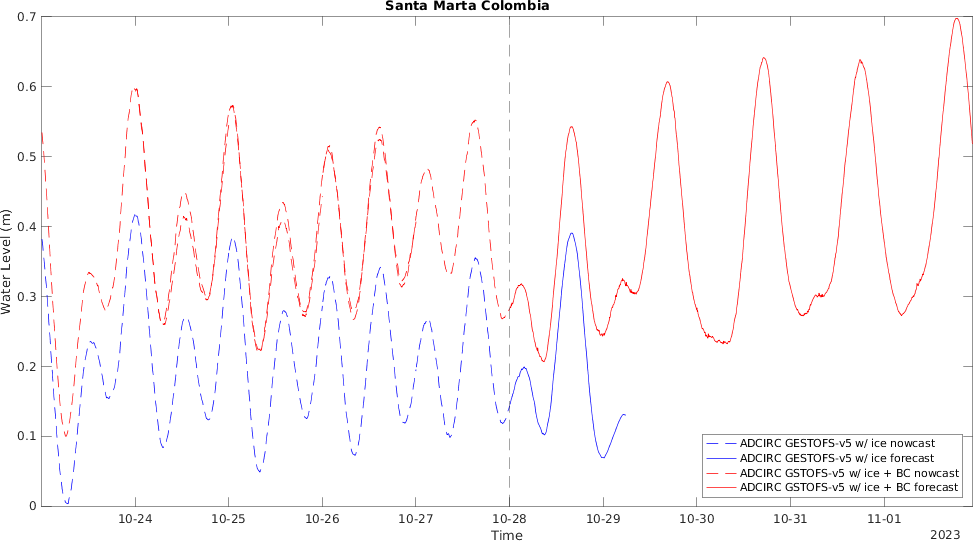 Santa Marta Colombia
0.7
0.6
0.5
0.4
0.3
0.2
0.1
0
Water Level (m)
ADCIRC GESTOFS-v5 w/ ice nowcast
ADCIRC GESTOFS-v5 w/ ice forecast
ADCIRC GSTOFS-v5 w/ ice + BC nowcast
ADCIRC GSTOFS-v5 w/ ice + BC forecast
10-24 10-25 10-26 10-27 10-28 10-29 10-30 10-31 11-01
Time
2023